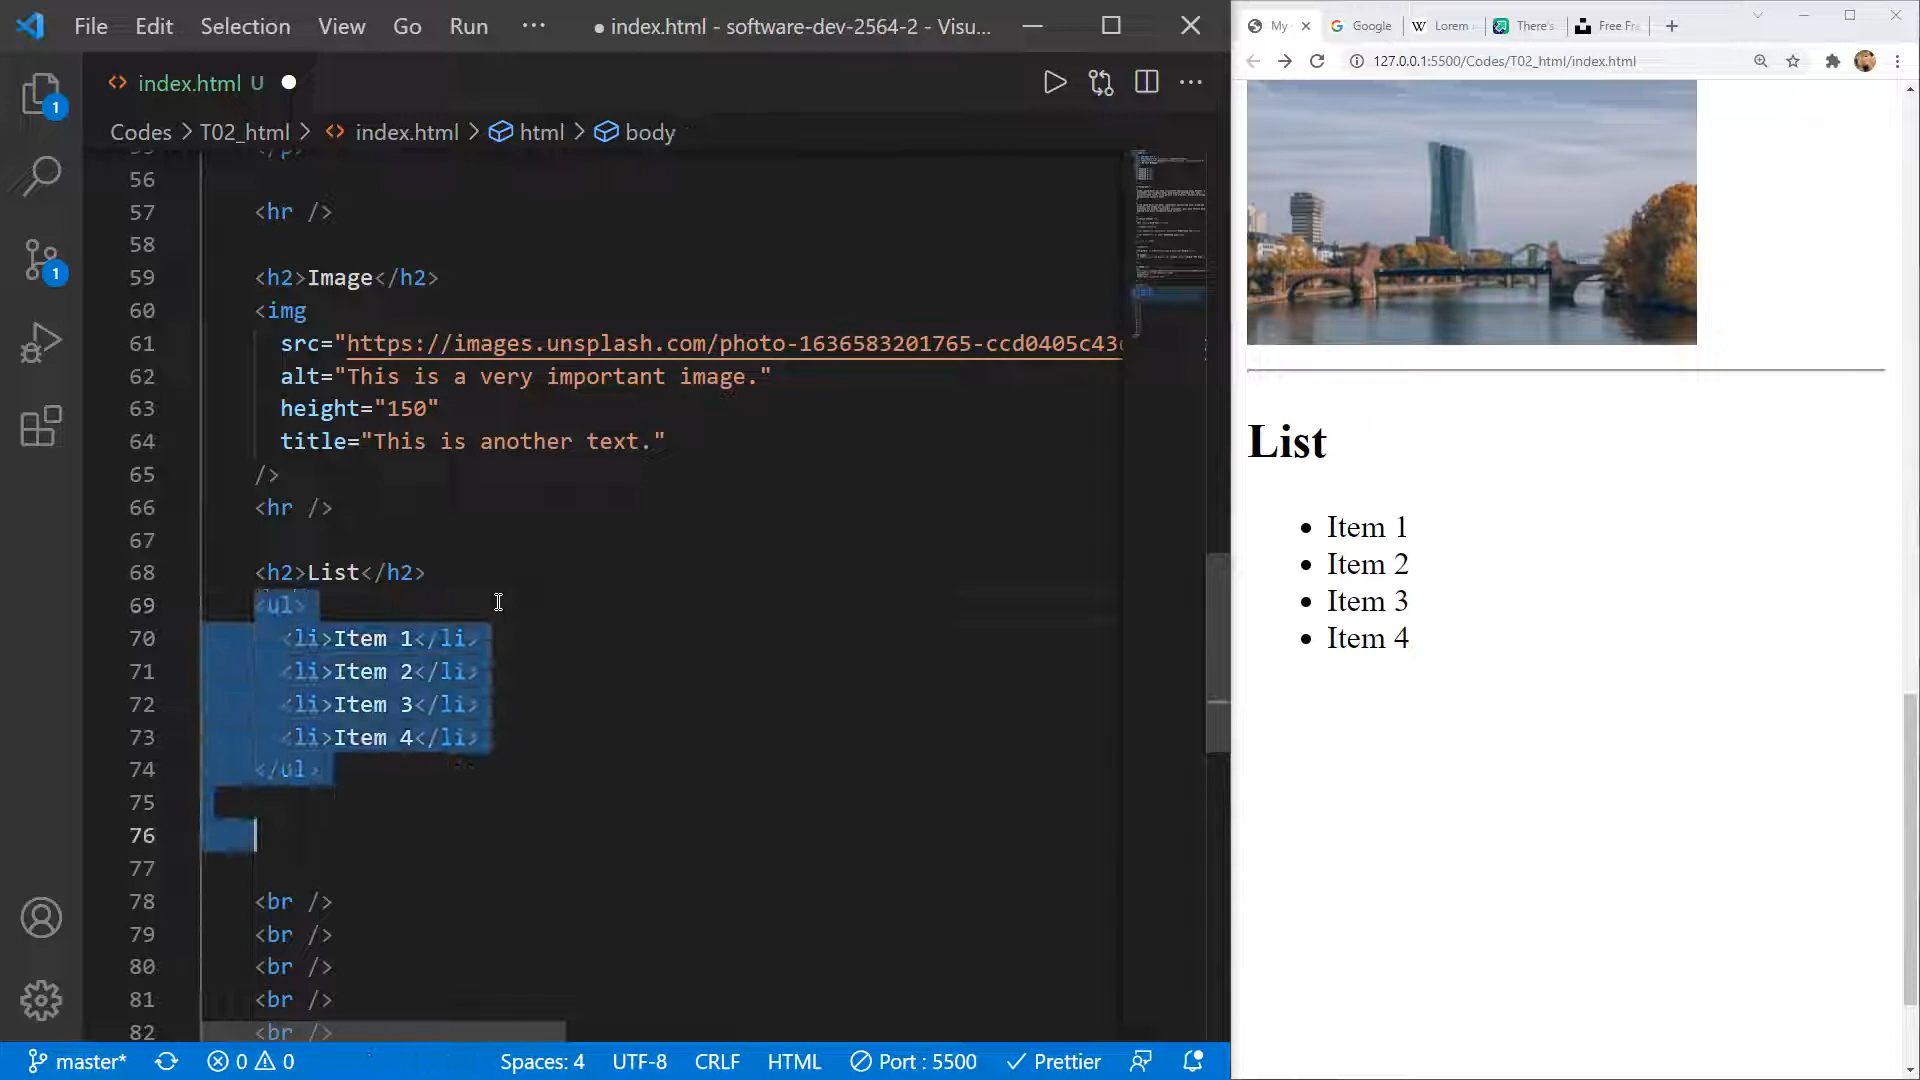 File Edit Selection View Go Run ···
● index.html - software-dev-2564-2 - Visu...
index.html U ●
Codes > T02_html > <> index.html > html > body
</p>
56
57 <hr />
58
59 <h2>Image</h2>
60 <img
61 src="https://images.unsplash.com/photo-1636583201765-ccd0405c43
62 alt="This is a very important image."
63 height="150"
64 title="This is another text."
65 />
66 <hr />
67
68 <h2>List</h2>
69 <ul>
70 <li>Item 1</li>
71 <li>Item 2</li>
72 <li>Item 3</li>
73 <li>Item 4</li>
74 </ul>
75
76
77
78 <br />
79 <br />
80 <br />
81 <br />
82 <br />
1
1
master* 0 0 Spaces: 4 UTF-8 CRLF HTML Port : 5500 Prettier
My Google Lorem There's Free Fr
127.0.0.1:5500/Codes/T02_html/index.html
List
• Item 1
• Item 2
• Item 3
• Item 4